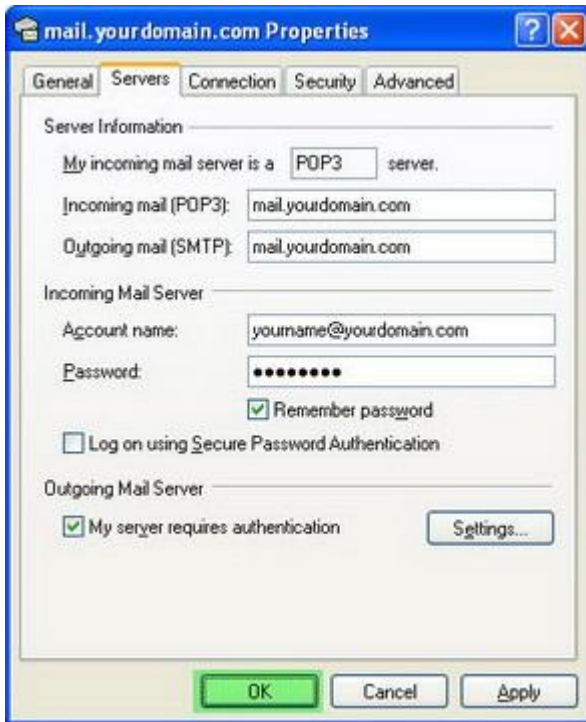 mail.yourdomain.com Properties
General Servers Connection Security Advanced
Server Information
My incoming mail server is a POP3 server.
Incoming mail (POP3): mail.yourdomain.com
Outgoing mail (SMTP): mail.yourdomain.com
Incoming Mail Server
Account name: yourname@yourdomain.com
Password: ●●●●●●●●
Remember password
Log on using Secure Password Authentication
Outgoing Mail Server
My server requires authentication Settings...
OK Cancel Apply